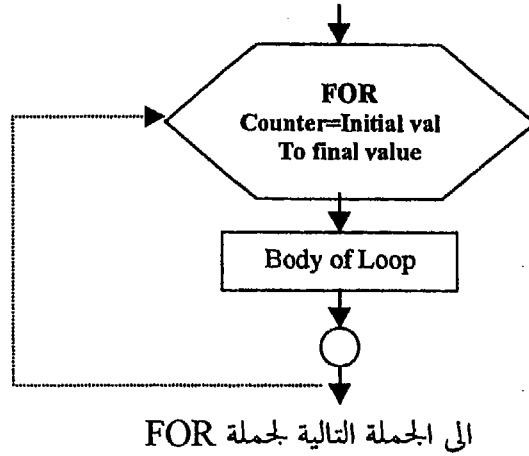 FOR
Counter=Initial val
To final value
Body of Loop
الى الجملة التالية لجملة FOR